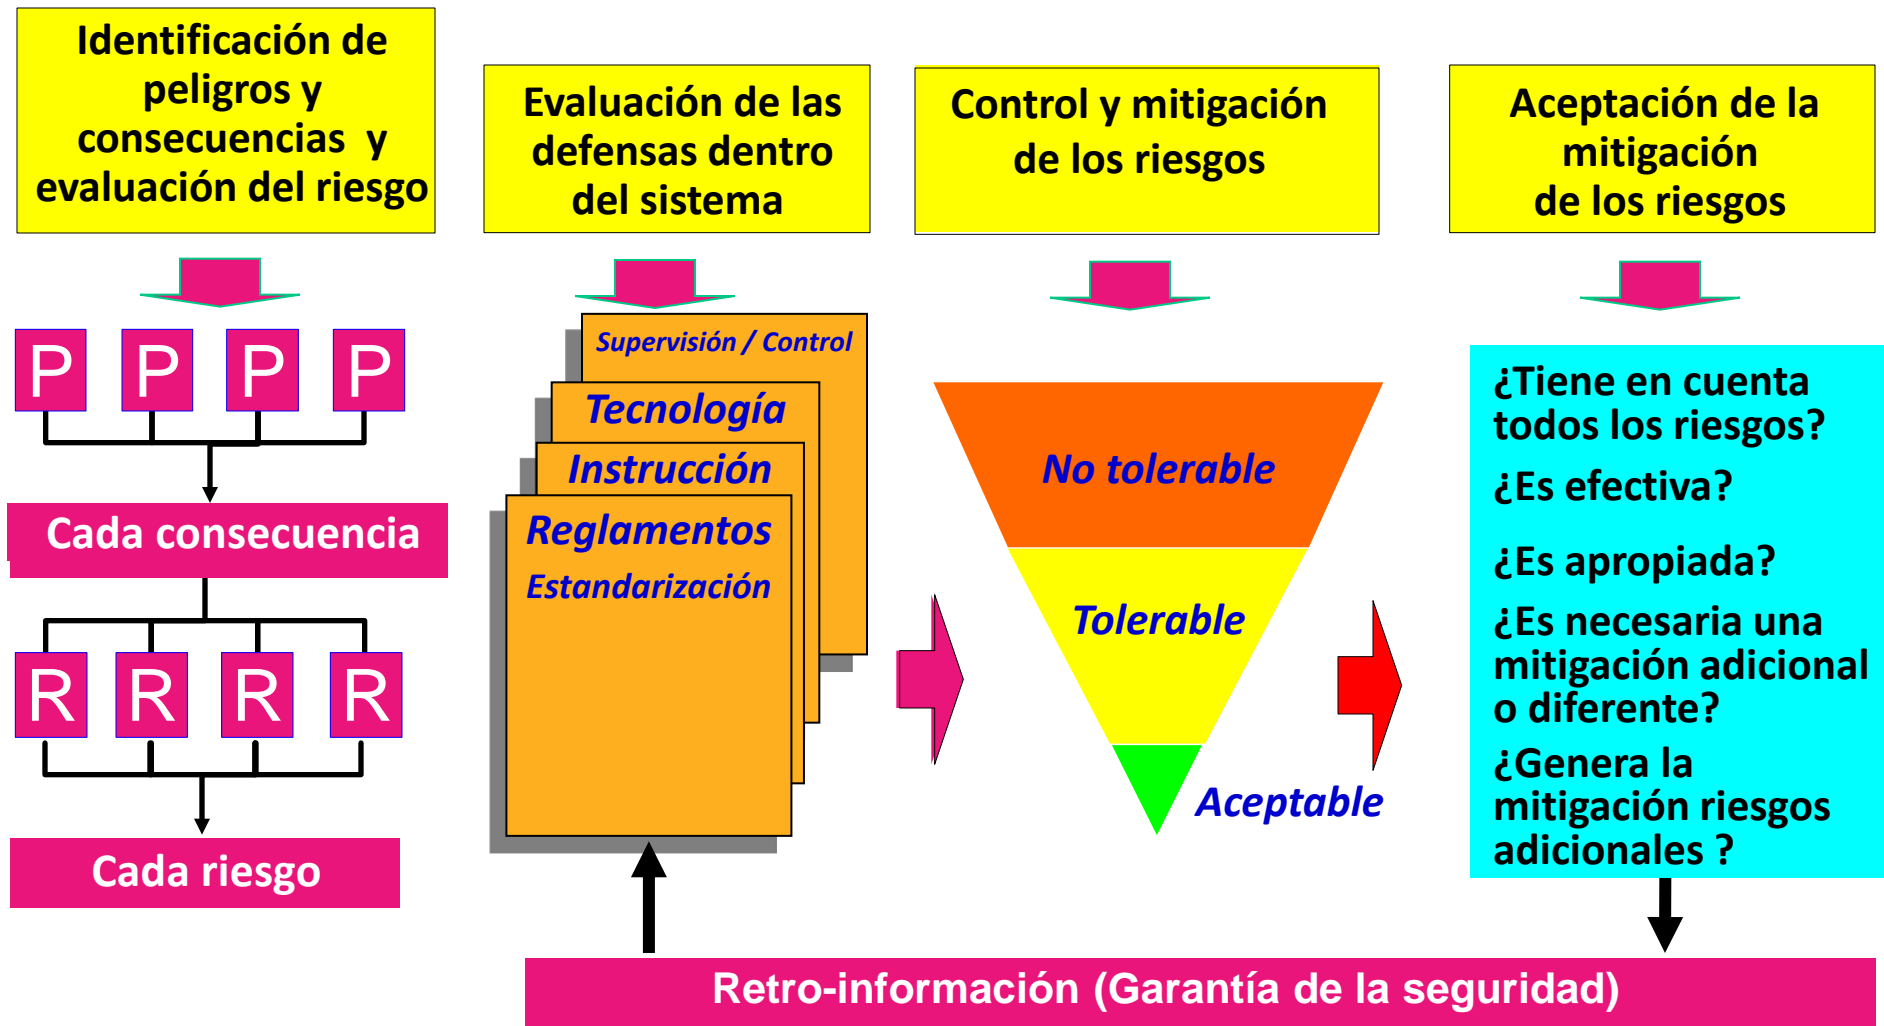 Identificación de
peligros y
consecuencias y
evaluación del riesgo
Evaluación de las
defensas dentro
del sistema
Control y mitigación
de los riesgos
Aceptación de la
mitigación
de los riesgos
P P P P
Cada consecuencia
R R R R
Cada riesgo
Supervisión / Control
Tecnología
Instrucción
Reglamentos
Estandarización
No tolerable
Tolerable
Aceptable
¿Tiene en cuenta
todos los riesgos?
¿Es efectiva?
¿Es apropiada?
¿Es necesaria una
mitigación adicional
o diferente?
¿Genera la
mitigación riesgos
adicionales ?
Retro-información (Garantía de la seguridad)